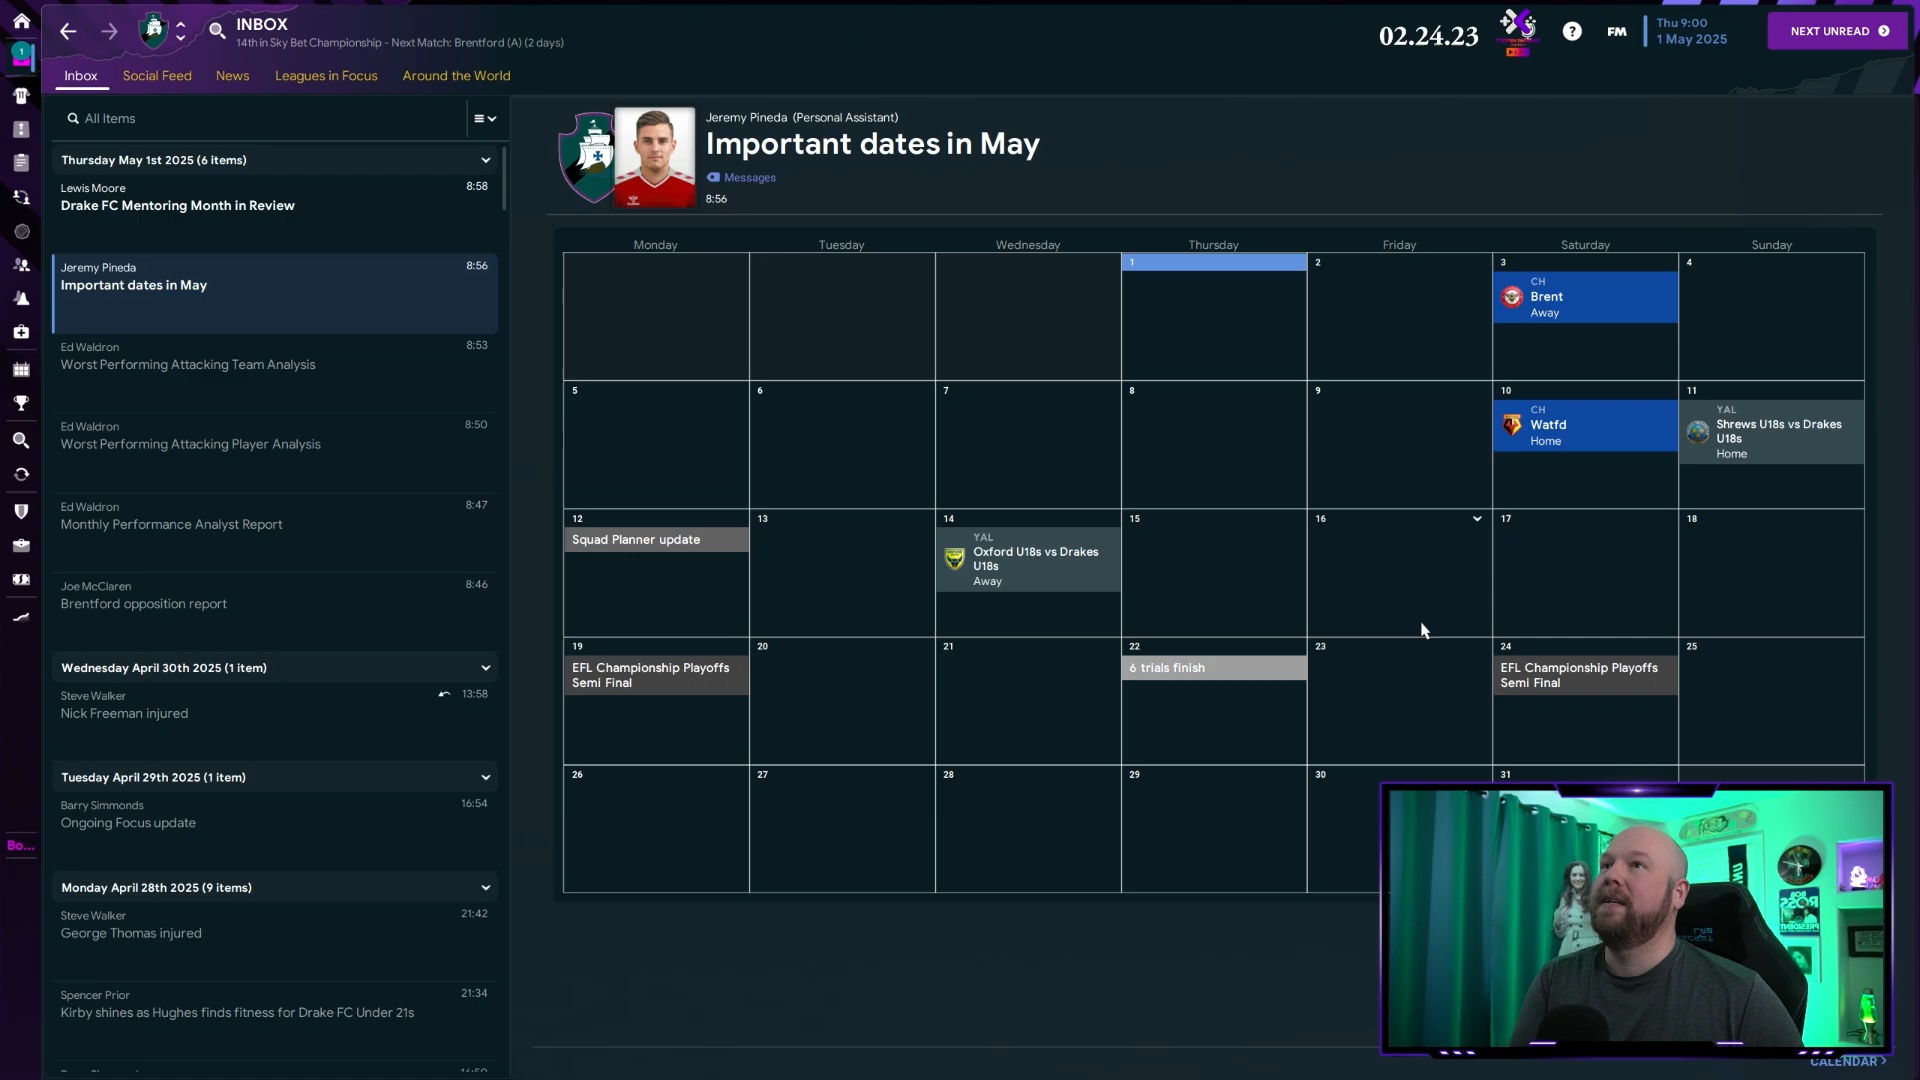 INBOX
14th in Sky Bet Championship - Next Match: Brentford (A) (2 days)
02.24.23
FM
Thu 9:00
1 May 2025
NEXT UNREAD
1
Inbox
Social Feed
News
Leagues in Focus
Around the World
All Items
Thursday May 1st 2025 (6 items)
Lewis Moore
8:58
Drake FC Mentoring Month in Review
Jeremy Pineda
8:56
Important dates in May
Ed Waldron
8:53
Worst Performing Attacking Team Analysis
Ed Waldron
8:50
Worst Performing Attacking Player Analysis
Ed Waldron
8:47
Monthly Performance Analyst Report
Joe McClaren
8:46
Brentford opposition report
Wednesday April 30th 2025 (1 item)
Steve Walker
13:58
Nick Freeman injured
Tuesday April 29th 2025 (1 item)
Barry Simmonds
16:54
Ongoing Focus update
Bo...
Monday April 28th 2025 (9 items)
Steve Walker
21:42
George Thomas injured
Spencer Prior
21:34
Kirby shines as Hughes finds fitness for Drake FC Under 21s
Jeremy Pineda (Personal Assistant)
Important dates in May
Messages
8:56
Monday
Tuesday
Wednesday
Thursday
Friday
Saturday
Sunday
1
2
3
CH
Brent
Away
4
5
6
7
8
9
10
CH
Watfd
Home
11
YAL
Shrews U18s vs Drakes
U18s
Home
12
Squad Planner update
13
14
YAL
Oxford U18s vs Drakes
U18s
Away
15
16
17
18
19
EFL Championship Playoffs
Semi Final
20
21
22
6 trials finish
23
24
EFL Championship Playoffs
Semi Final
25
26
27
28
29
30
31
BOB
ROSS
PRESIDENT
CALENDAR